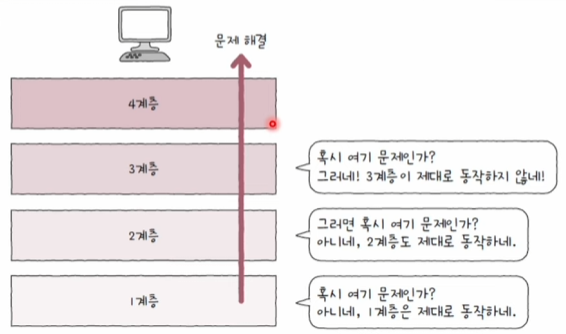 문제 해결
4계층
3계층
혹시 여기 문제인가?
그러네! 3계층이 제대로 동작하지 않네!
2계층
그러면 혹시 여기 문제인가?
아니네, 2계층도 제대로 동작하네.
1계층
혹시 여기 문제인가?
아니네, 1계층은 제대로 동작하네.